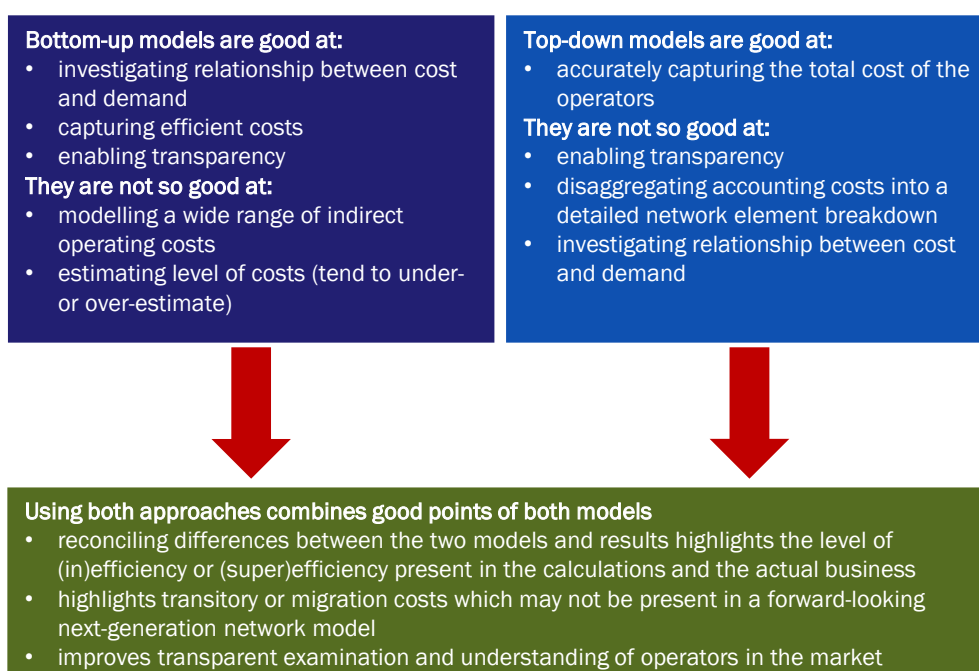 Bottom-up models are good at:
• investigating relationship between cost
and demand
• capturing efficient costs
• enabling transparency
They are not so good at:
• modelling a wide range of indirect
operating costs
• estimating level of costs (tend to under-
or over-estimate)
Top-down models are good at:
• accurately capturing the total cost of the
operators
They are not so good at:
• enabling transparency
• disaggregating accounting costs into a
detailed network element breakdown
• investigating relationship between cost
and demand
Using both approaches combines good points of both models
• reconciling differences between the two models and results highlights the level of
(in)efficiency or (super)efficiency present in the calculations and the actual business
• highlights transitory or migration costs which may not be present in a forward-looking
next-generation network model
• improves transparent examination and understanding of operators in the market